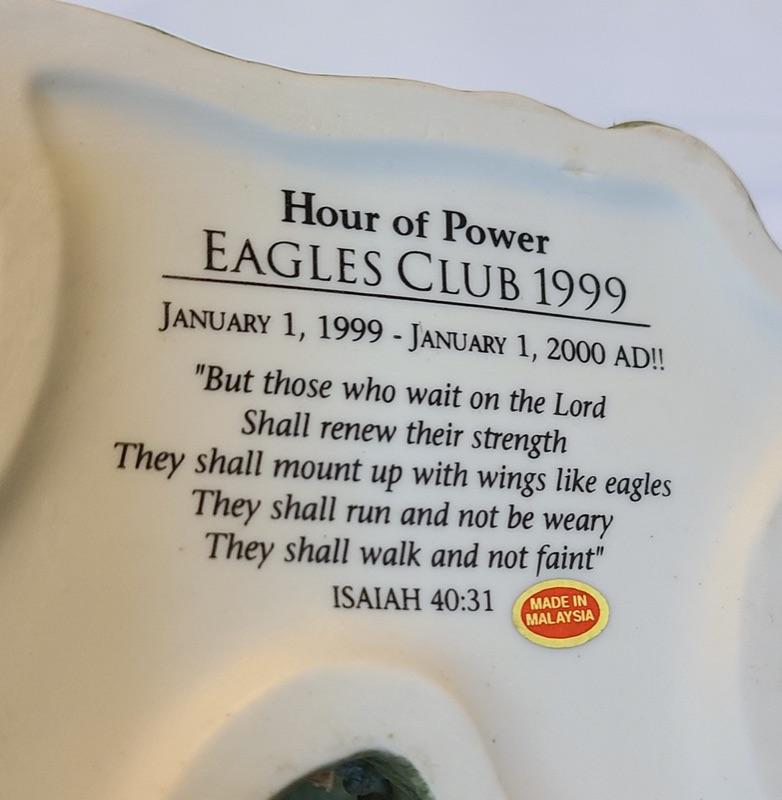 Hour of Power
EAGLES CLUB 1999
JANUARY 1, 1999 - JANUARY 1, 2000 AD!!
"But those who wait on the Lord
Shall renew their strength
They shall mount up with wings like eagles
They shall run and not be weary
They shall walk and not faint"
ISAIAH 40:31
MADE IN
MALAYSIA